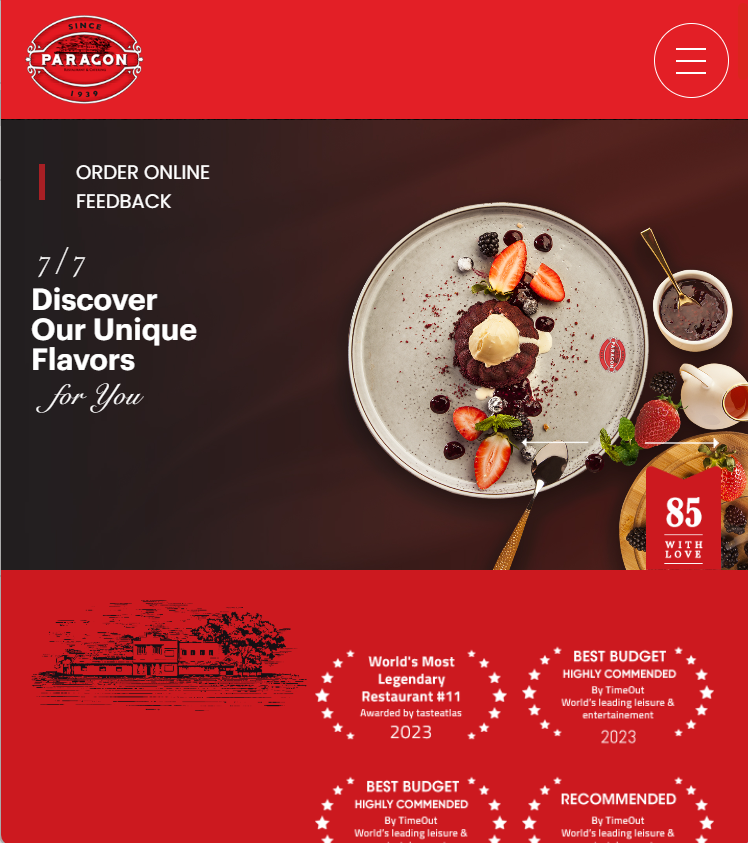 SINCE
PARAGON
1939
ORDER ONLINE
FEEDBACK
7/7
Discover
Our Unique
Flavors
for You
PARAGON
85
WITH
LOVE
World's Most
Legendary
Restaurant #11
Awarded by tasteatlas
2023
BEST BUDGET
HIGHLY COMMENDED
By TimeOut
World's leading leisure &
entertainement
2023
BEST BUDGET
HIGHLY COMMENDED
By TimeOut
World's leading leisure &
RECOMMENDED
By TimeOut
World's leading leisure &